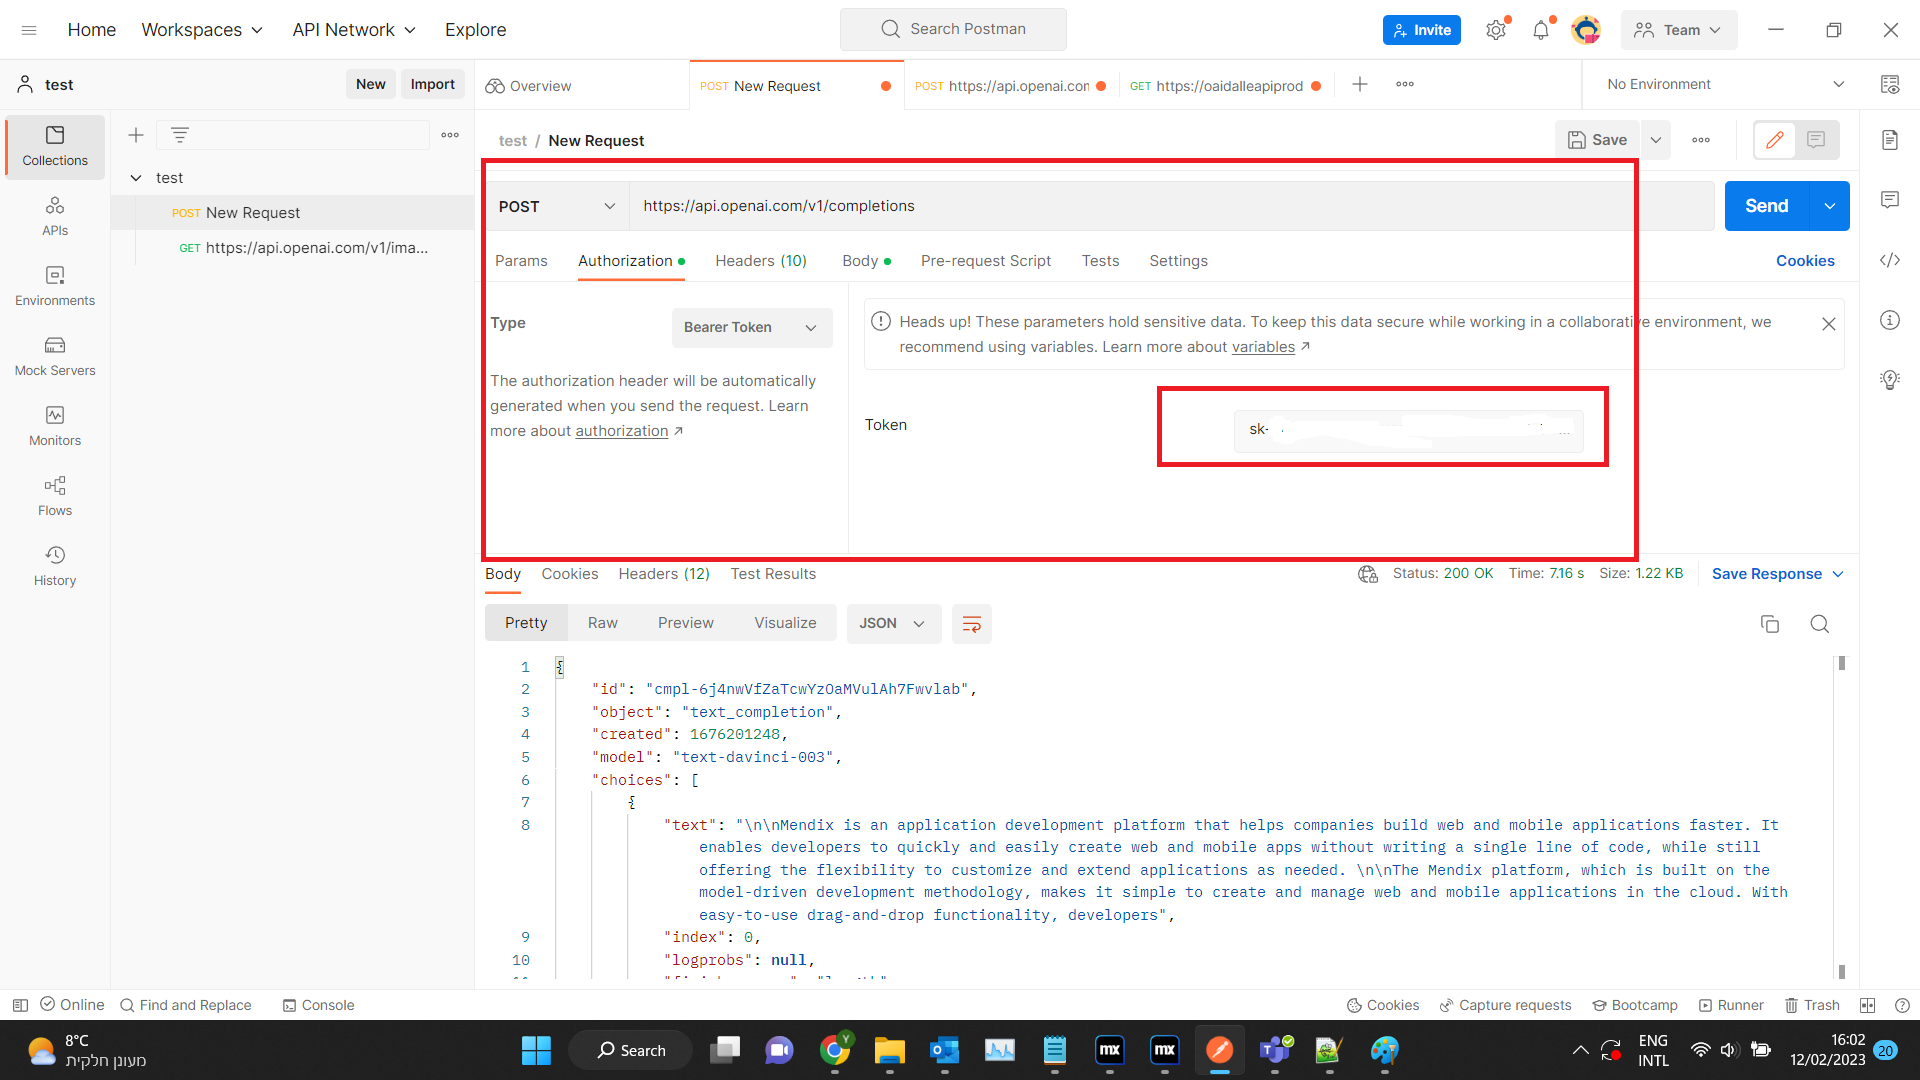 Home Workspaces API Network Explore Search Postman Invite Team
test New Import Overview POST New Request POST https://api.openai.con GET https://oaidalleapiprod No Environment
test / New Request Save
Collections
test
POST New Request
GET https://api.openai.com/v1/ima...
APIs
Environments
Mock Servers
Monitors
Flows
History
POST https://api.openai.com/v1/completions Send
Params Authorization Headers (10) Body Pre-request Script Tests Settings Cookies
Type Bearer Token
The authorization header will be automatically
generated when you send the request. Learn
more about authorization ↗
Heads up! These parameters hold sensitive data. To keep this data secure while working in a collaborative environment, we
recommend using variables. Learn more about variables ↗
Token sk-
Body Cookies Headers (12) Test Results Status: 200 OK Time: 7.16 s Size: 1.22 KB Save Response
Pretty Raw Preview Visualize JSON
1 {
2 "id": "cmpl-6j4nwVfZaTcwYzOaMVulAh7Fwvlab",
3 "object": "text_completion",
4 "created": 1676201248,
5 "model": "text-davinci-003",
6 "choices": [
7 {
8 "text": "\n\nMendix is an application development platform that helps companies build web and mobile applications faster. It
enables developers to quickly and easily create web and mobile apps without writing a single line of code, while still
offering the flexibility to customize and extend applications as needed. \n\nThe Mendix platform, which is built on the
model-driven development methodology, makes it simple to create and manage web and mobile applications in the cloud. With
easy-to-use drag-and-drop functionality, developers",
9 "index": 0,
10 "logprobs": null,
Online Find and Replace Console Cookies Capture requests Bootcamp Runner Trash
8°C
מעונן חלקית
Search
mx mx
ENG
INTL
16:02
12/02/2023 20